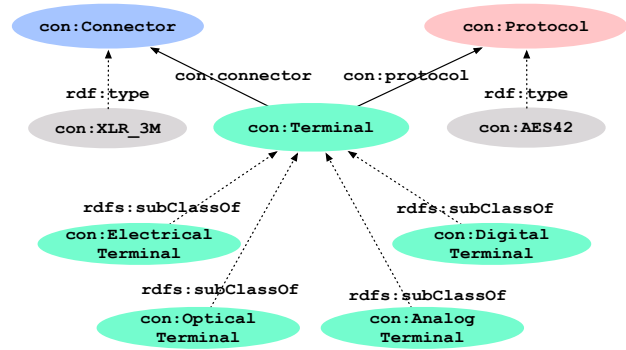 con:Connector
con:Protocol
con:connector
con:protocol
rdf:type
rdf:type
con:XLR_3M
con:Terminal
con:AES42
rdfs:subClassOf
rdfs:subClassOf
con:Electrical
Terminal
con:Digital
Terminal
rdfs:subClassOf
rdfs:subClassOf
con:Optical
Terminal
con:Analog
Terminal